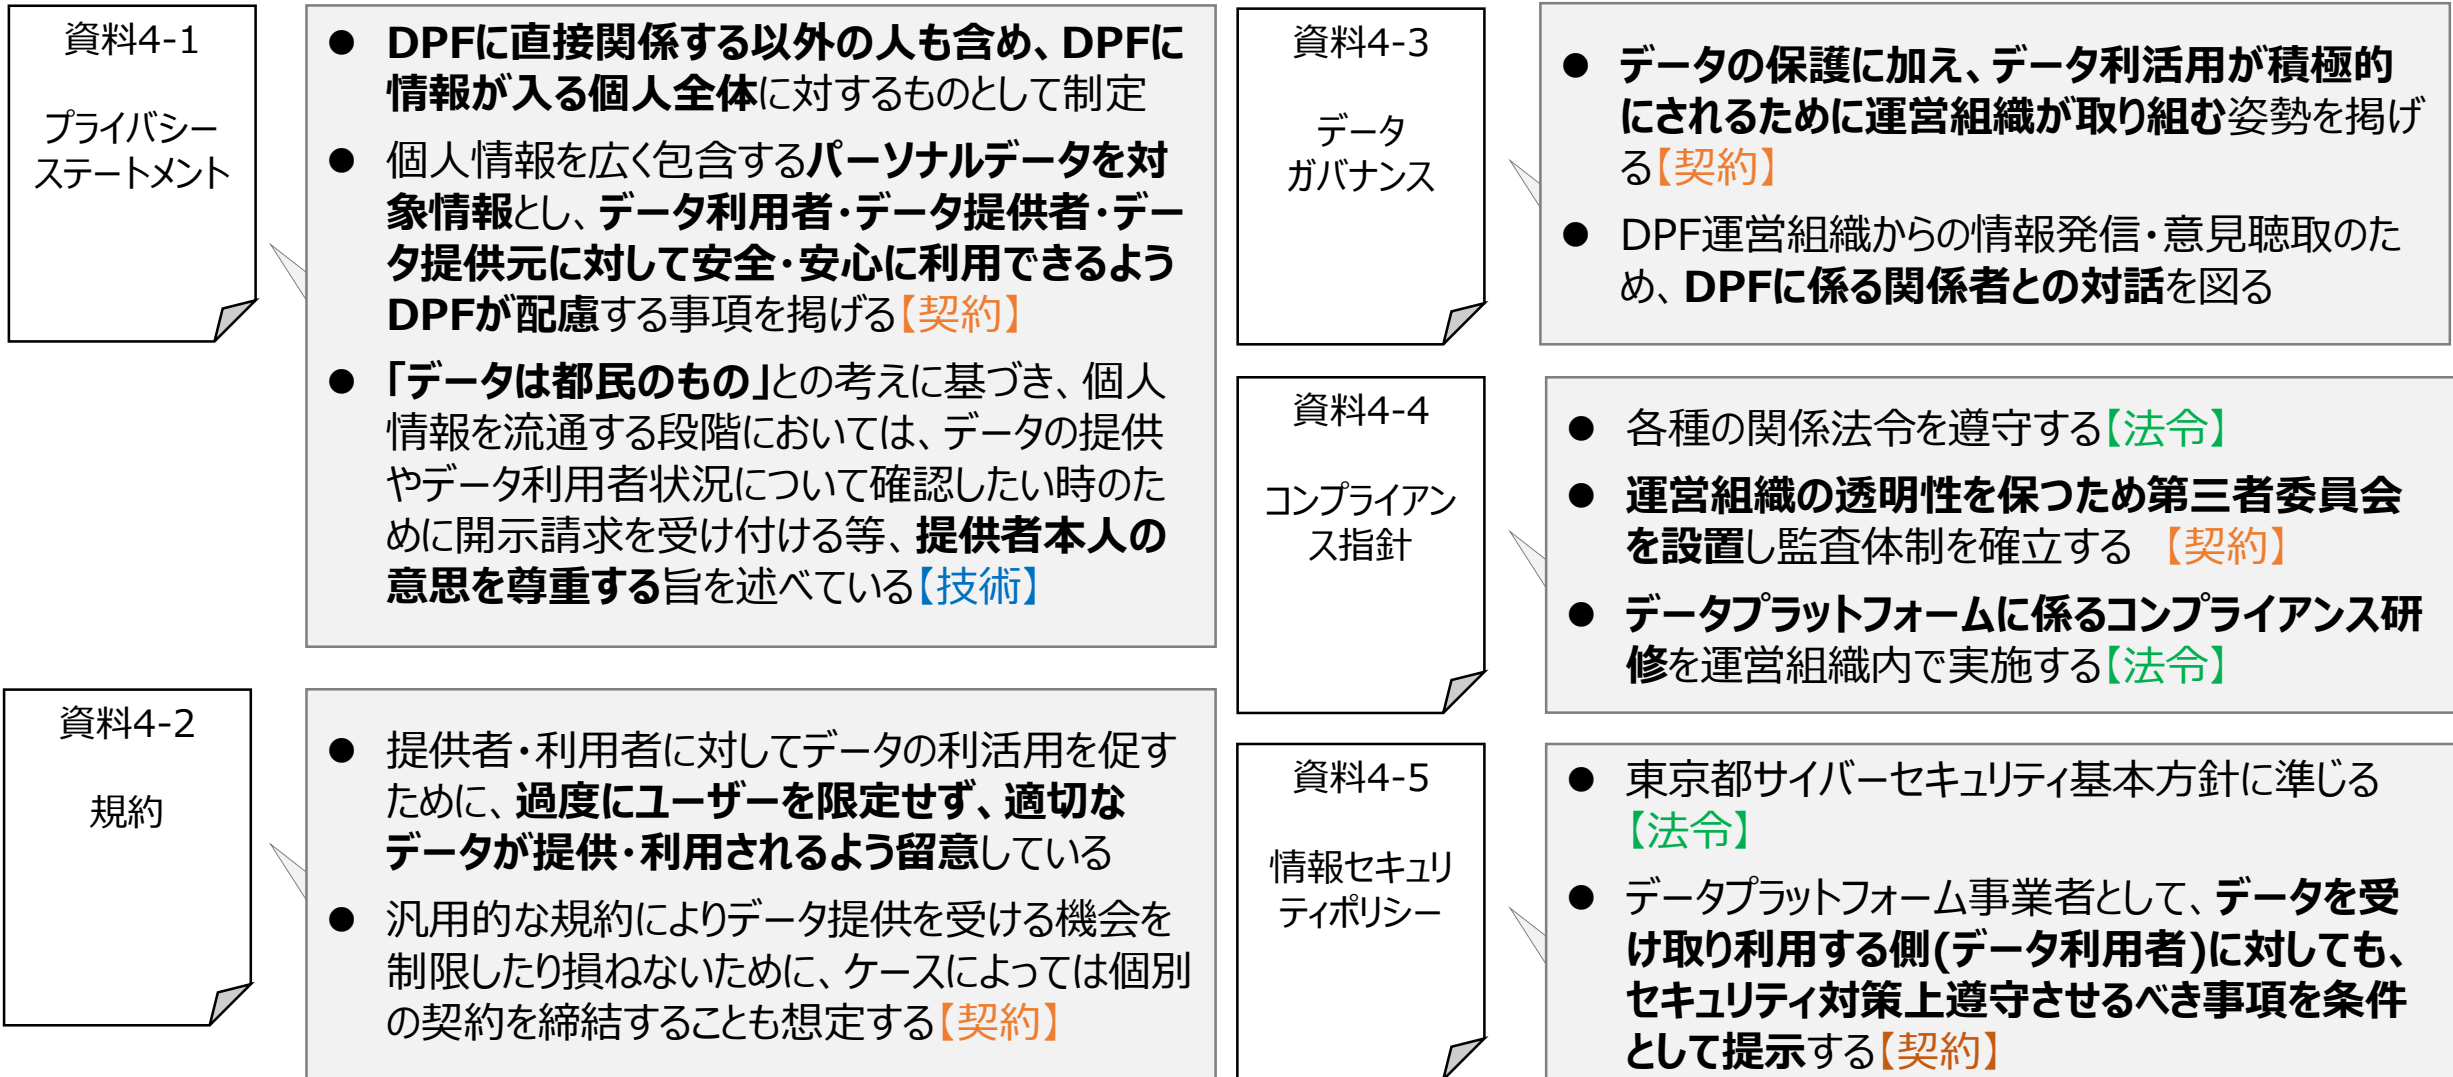 資料4-1
プライバシー
ステートメント
● DPFに直接関係する以外の人も含め、DPFに
情報が入る個人全体に対するものとして制定
● 個人情報を広く包含するパーソナルデータを対
象情報とし、データ利用者・データ提供者・デー
タ提供元に対して安全・安心に利用できるよう
DPFが配慮する事項を掲げる【契約】
● 「データは都民のもの」との考えに基づき、個人
情報を流通する段階においては、データの提供
やデータ利用者状況について確認したい時のた
めに開示請求を受け付ける等、提供者本人の
意思を尊重する旨を述べている【技術】
資料4-2
規約
● 提供者・利用者に対してデータの利活用を促す
ために、過度にユーザーを限定せず、適切な
データが提供・利用されるよう留意している
● 汎用的な規約によりデータ提供を受ける機会を
制限したり損ねないために、ケースによっては個別
の契約を締結することも想定する【契約】
資料4-3
データ
ガバナンス
● データの保護に加え、データ利活用が積極的
にされるために運営組織が取り組む姿勢を掲げ
る【契約】
● DPF運営組織からの情報発信・意見聴取のた
め、DPFに係る関係者との対話を図る
資料4-4
コンプライアン
ス指針
● 各種の関係法令を遵守する【法令】
● 運営組織の透明性を保つため第三者委員会
を設置し監査体制を確立する 【契約】
● データプラットフォームに係るコンプライアンス研
修を運営組織内で実施する【法令】
資料4-5
情報セキュリ
ティポリシー
● 東京都サイバーセキュリティ基本方針に準じる
【法令】
● データプラットフォーム事業者として、データを受
け取り利用する側(データ利用者)に対しても、
セキュリティ対策上遵守させるべき事項を条件
として提示する【契約】